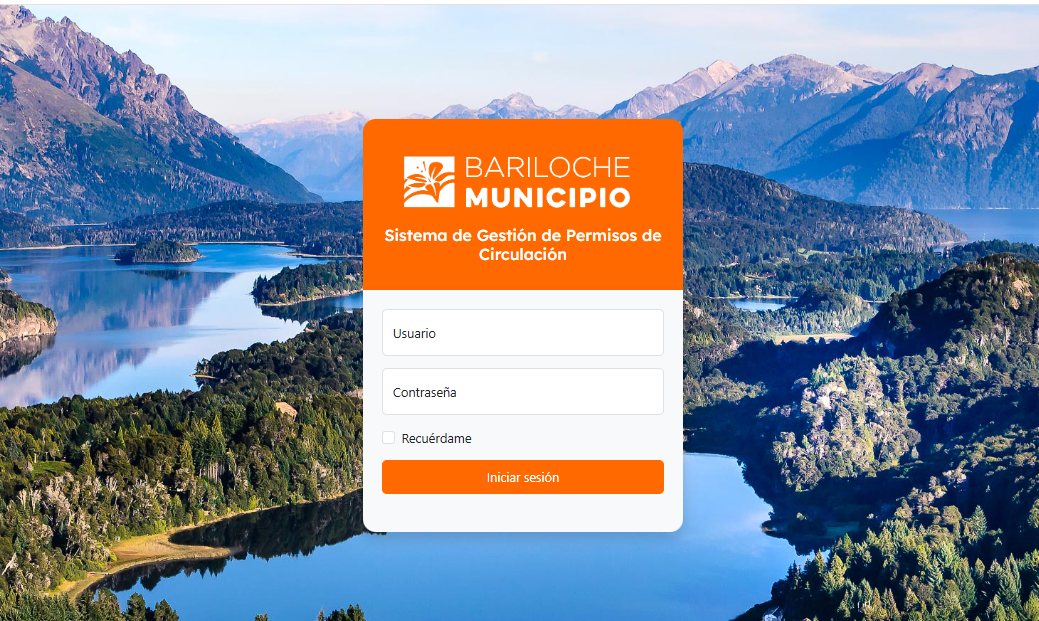 BARILOCHE
MUNICIPIO
Sistema de Gestión de Permisos de
Circulación
Usuario
Contraseña
Recuérdame
Iniciar sesión